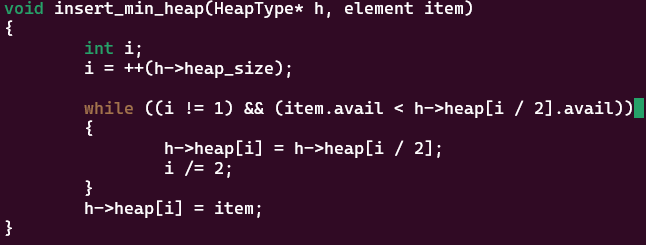 void insert_min_heap(HeapType* h, element item)
{
        int i;
        i = ++(h->heap_size);

        while ((i != 1) && (item.avail < h->heap[i / 2].avail))
        {
                h->heap[i] = h->heap[i / 2];
                i /= 2;
        }
        h->heap[i] = item;
}